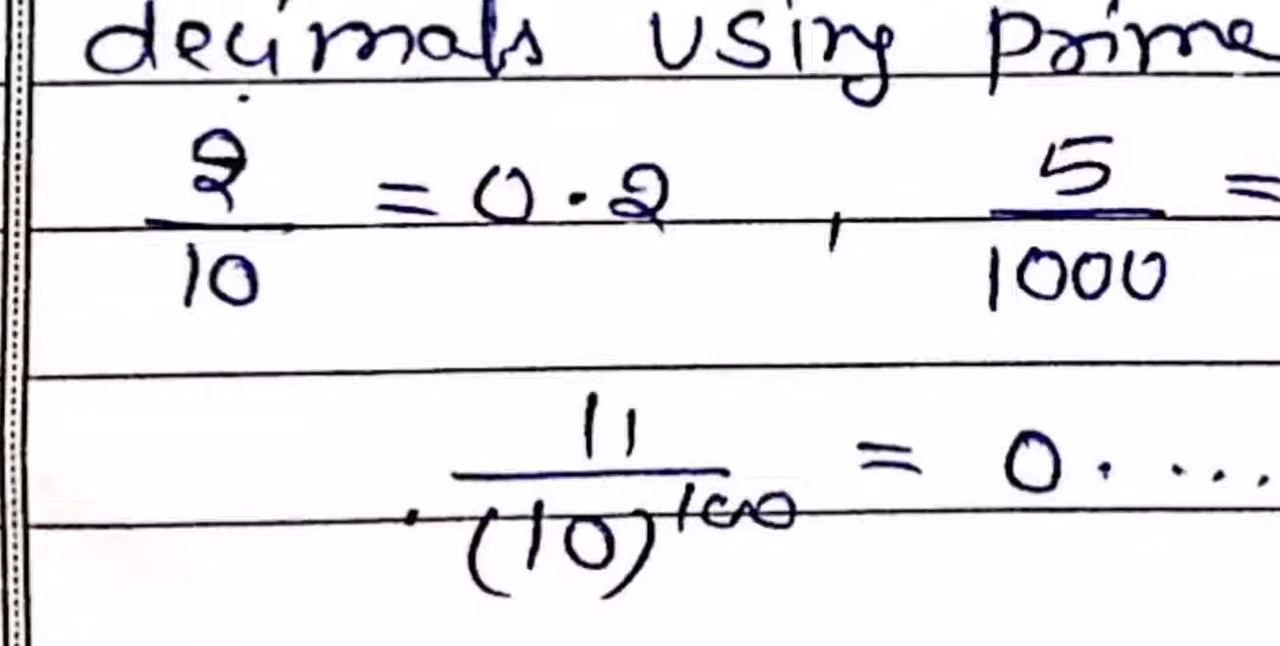 decimals using prime
2/10 = 0.2 , 5/1000 =
11/(10)^100 = 0. ...